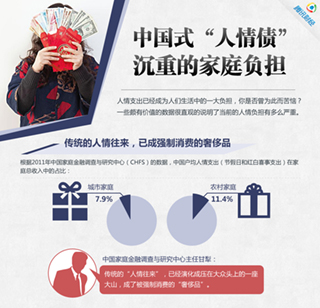 腾讯财经
中国式“人情债”
沉重的家庭负担
人情支出已经成为人们生活中的一大负担，你是否曾为此而苦恼？
一些颇有价值的数据很直观的说明了当前的人情负担有多么严重。
传统的“人情往来”，已成强制消费的奢侈品
根据2011年中国家庭金融调查与研究中心（CHFS）的数据，中国户均人情支出（节假日和红白喜事支出）在家
庭总收入中的占比：
城市家庭
7.9%
农村家庭
11.4%
中国家庭金融调查与研究中心主任甘犁：
传统的“人情往来”，已经演化成压在大众头上的一座
大山，成了被强制消费的“奢侈品”。